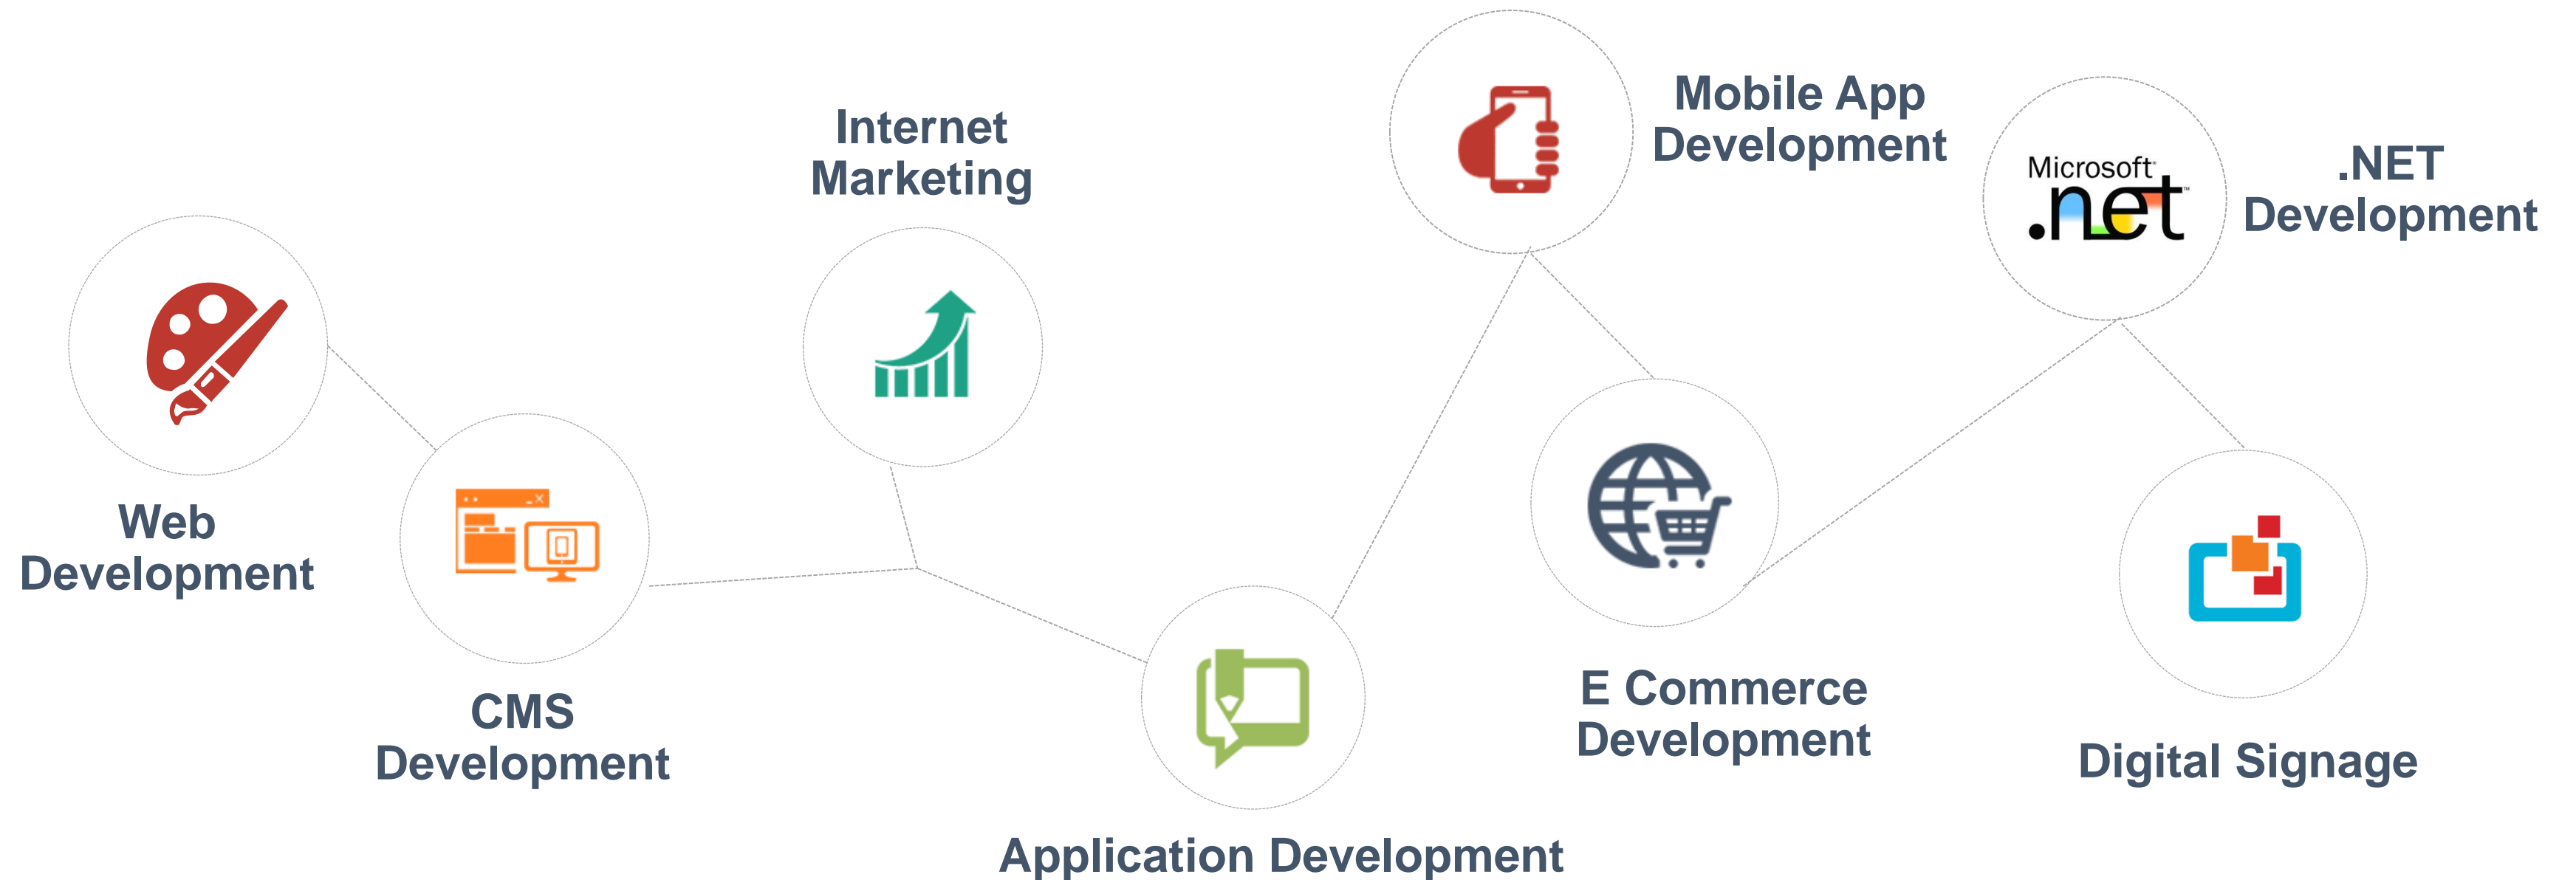 Internet
Marketing
Mobile App
Development
Microsoft
.net
.NET
Development
Web
Development
CMS
Development
E Commerce
Development
Digital Signage
Application Development